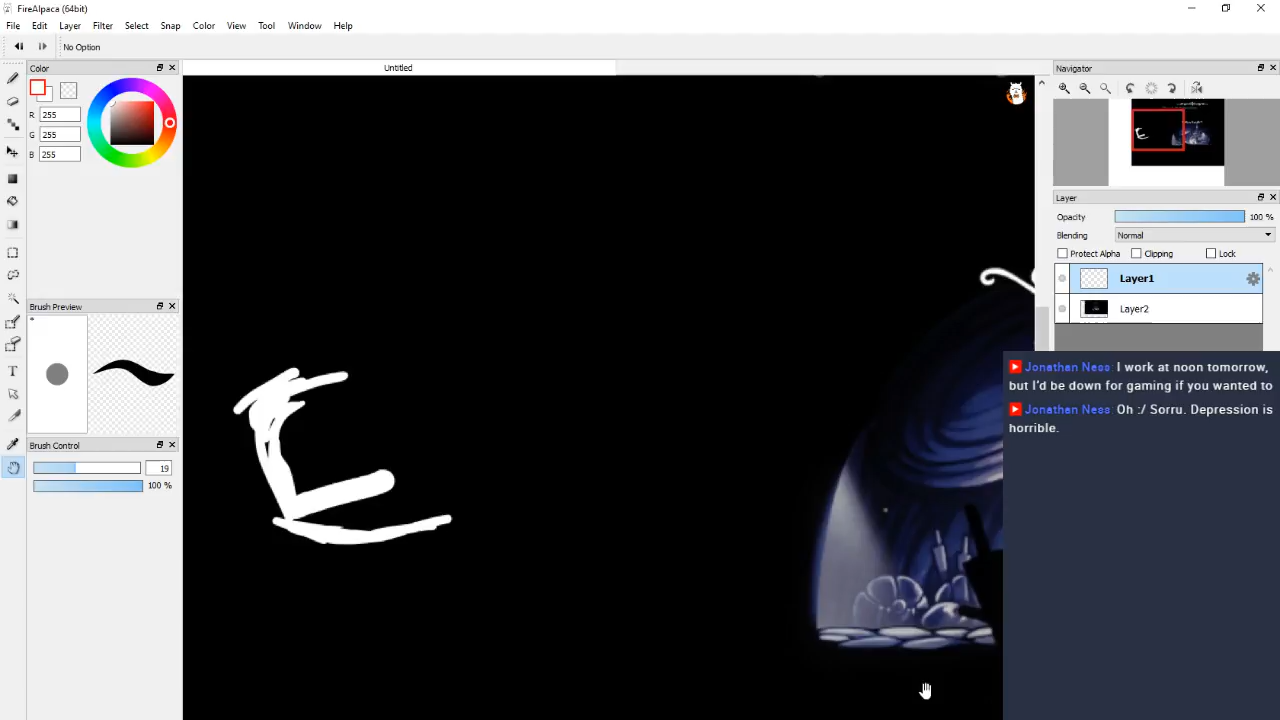 FireAlpaca (64bit)
File Edit Layer Filter Select Snap Color View Tool Window Help
No Option
Color
Untitled
Navigator
R 255
G 255
B 255
Layer
Opacity 100 %
Blending Normal
Protect Alpha Clipping Lock
Layer1
Layer2
Brush Preview
Brush Control
19
100 %
Jonathan Ness: I work at noon tomorrow,
but I'd be down for gaming if you wanted to
Jonathan Ness: Oh :/ Sorru. Depression is
horrible.